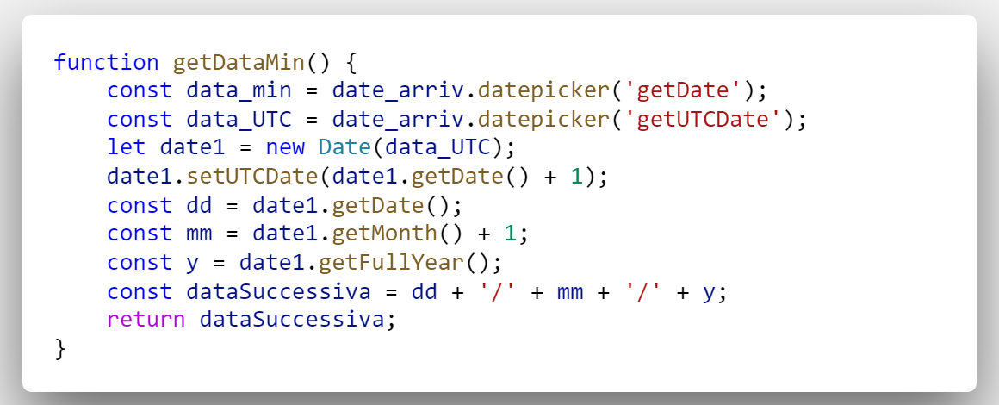 function getDataMin() {
    const data_min = date_arriv.datepicker('getDate');
    const data_UTC = date_arriv.datepicker('getUTCDate');
    let date1 = new Date(data_UTC);
    date1.setUTCDate(date1.getDate() + 1);
    const dd = date1.getDate();
    const mm = date1.getMonth() + 1;
    const y = date1.getFullYear();
    const dataSuccessiva = dd + '/' + mm + '/' + y;
    return dataSuccessiva;
}